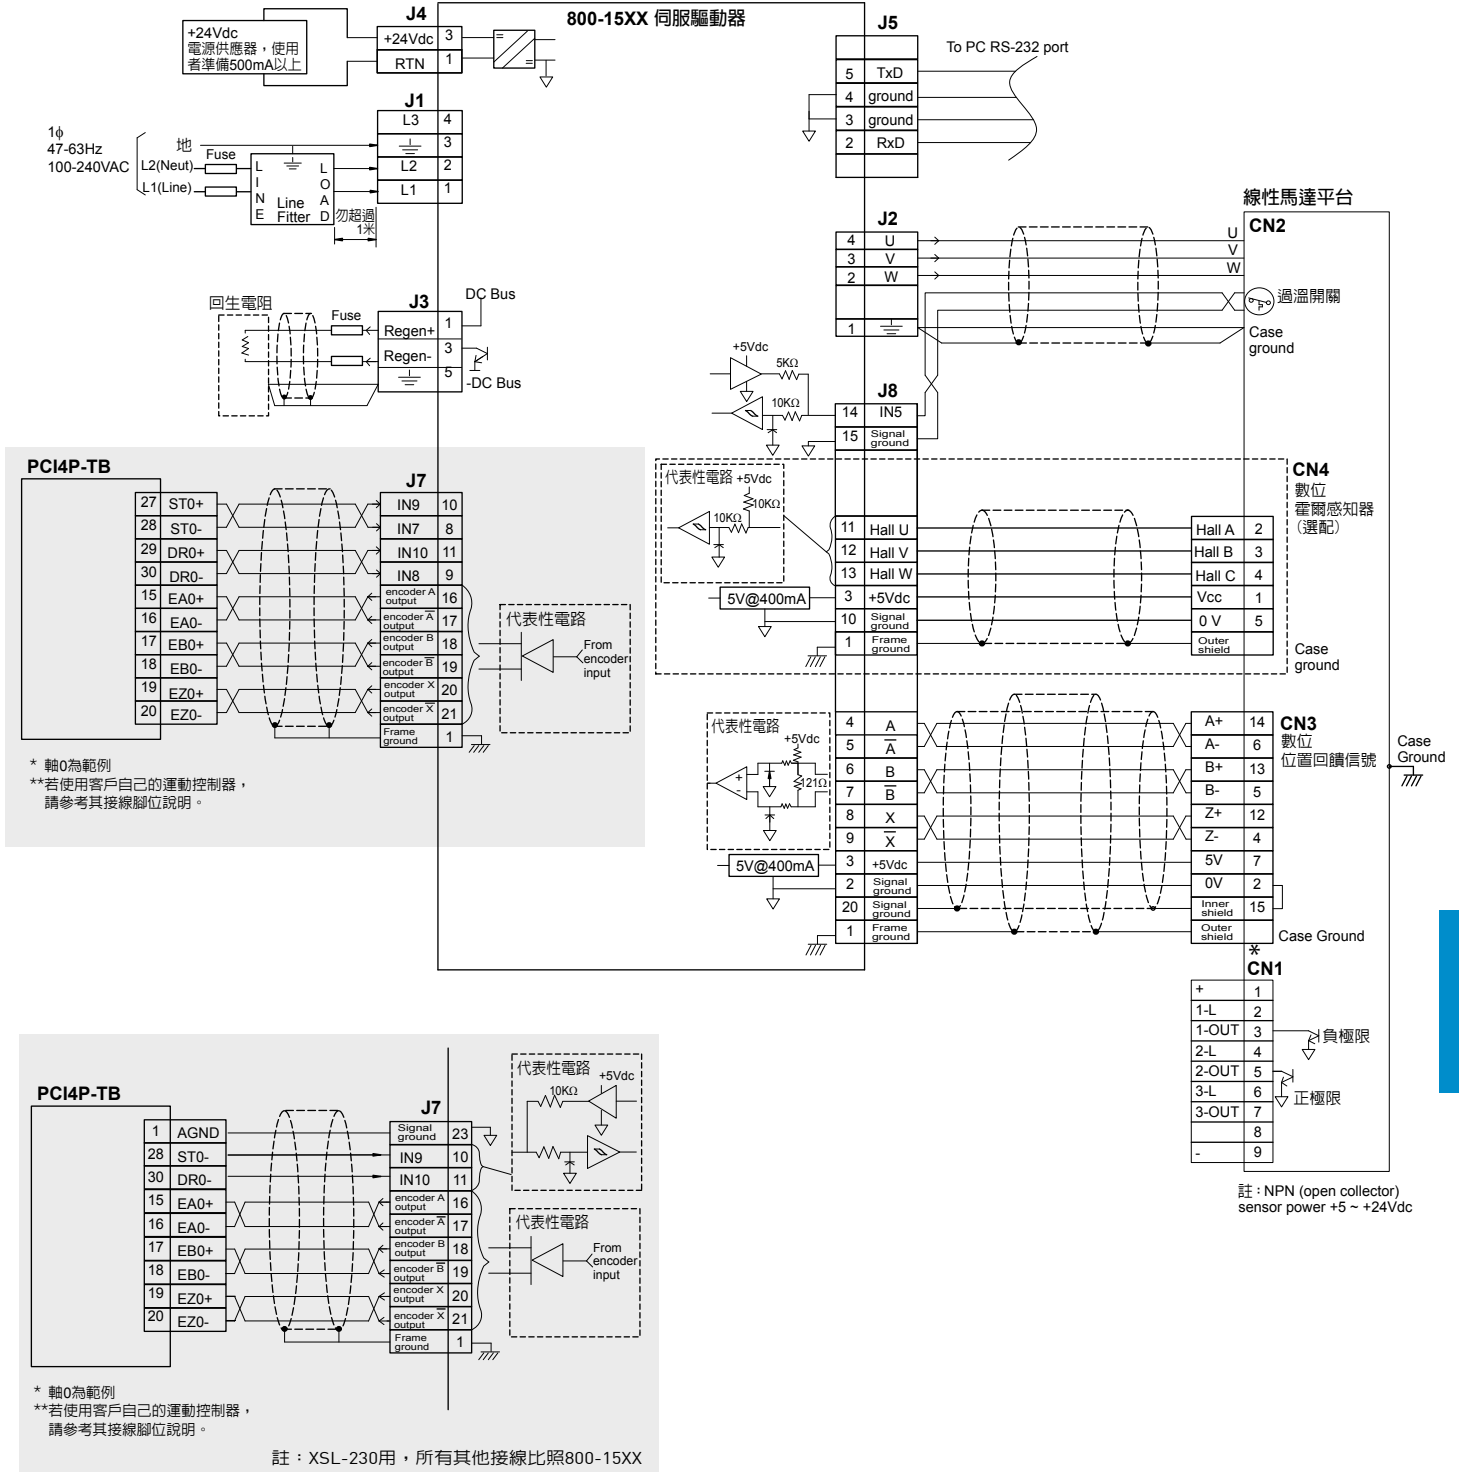 800-15XX 伺服驅動器
+24Vdc
電源供應器，使用
者準備500mA以上
J4
+24Vdc 3
RTN 1
J1
L3 4
3
L2 2
L1 1
1ϕ
47-63Hz
100-240VAC
地
L2(Neut)
L1(Line)
Fuse
LINE
LOAD
Line
Fitter
勿超過
1米
回生電阻
Fuse
J3
Regen+ 1
Regen- 3
5
DC Bus
-DC Bus
J5
5 TxD
4 ground
3 ground
2 RxD
To PC RS-232 port
線性馬達平台
J2
4 U
3 V
2 W
1
CN2
U
V
W
過溫開關
Case
ground
+5Vdc
5KΩ
10KΩ
J8
14 IN5
15 Signal
ground
代表性電路 +5Vdc
10KΩ
10KΩ
11 Hall U
12 Hall V
13 Hall W
3 +5Vdc
10 Signal
ground
1 Frame
ground
5V@400mA
Hall A 2
Hall B 3
Hall C 4
Vcc 1
0 V 5
Outer
shield
CN4
數位
霍爾感知器
（選配）
Case
ground
代表性電路
+5Vdc
121Ω
+
-
4 A
5 A̅
6 B
7 B̅
8 X
9 X̅
3 +5Vdc
2 Signal
ground
20 Signal
ground
1 Frame
ground
5V@400mA
A+ 14
A- 6
B+ 13
B- 5
Z+ 12
Z- 4
5V 7
0V 2
Inner
shield 15
Outer
shield
CN3
數位
位置回饋信號
Case
Ground
Case Ground
*
CN1
+ 1
1-L 2
1-OUT 3
2-L 4
2-OUT 5
3-L 6
3-OUT 7
8
- 9
負極限
正極限
註：NPN (open collector)
sensor power +5 ~ +24Vdc
PCI4P-TB
27 ST0+
28 ST0-
29 DR0+
30 DR0-
15 EA0+
16 EA0-
17 EB0+
18 EB0-
19 EZ0+
20 EZ0-
J7
IN9 10
IN7 8
IN10 11
IN8 9
encoder A
output 16
encoder A̅
output 17
encoder B
output 18
encoder B̅
output 19
encoder X
output 20
encoder X̅
output 21
Frame
ground 1
代表性電路
From
encoder
input
* 軸0為範例
**若使用客戶自己的運動控制器，
請參考其接線腳位說明。
PCI4P-TB
1 AGND
28 ST0-
30 DR0-
15 EA0+
16 EA0-
17 EB0+
18 EB0-
19 EZ0+
20 EZ0-
J7
Signal
ground 23
IN9 10
IN10 11
encoder A
output 16
encoder A̅
output 17
encoder B
output 18
encoder B̅
output 19
encoder X
output 20
encoder X̅
output 21
Frame
ground 1
代表性電路
+5Vdc
10KΩ
代表性電路
From
encoder
input
* 軸0為範例
**若使用客戶自己的運動控制器，
請參考其接線腳位說明。
註：XSL-230用，所有其他接線比照800-15XX